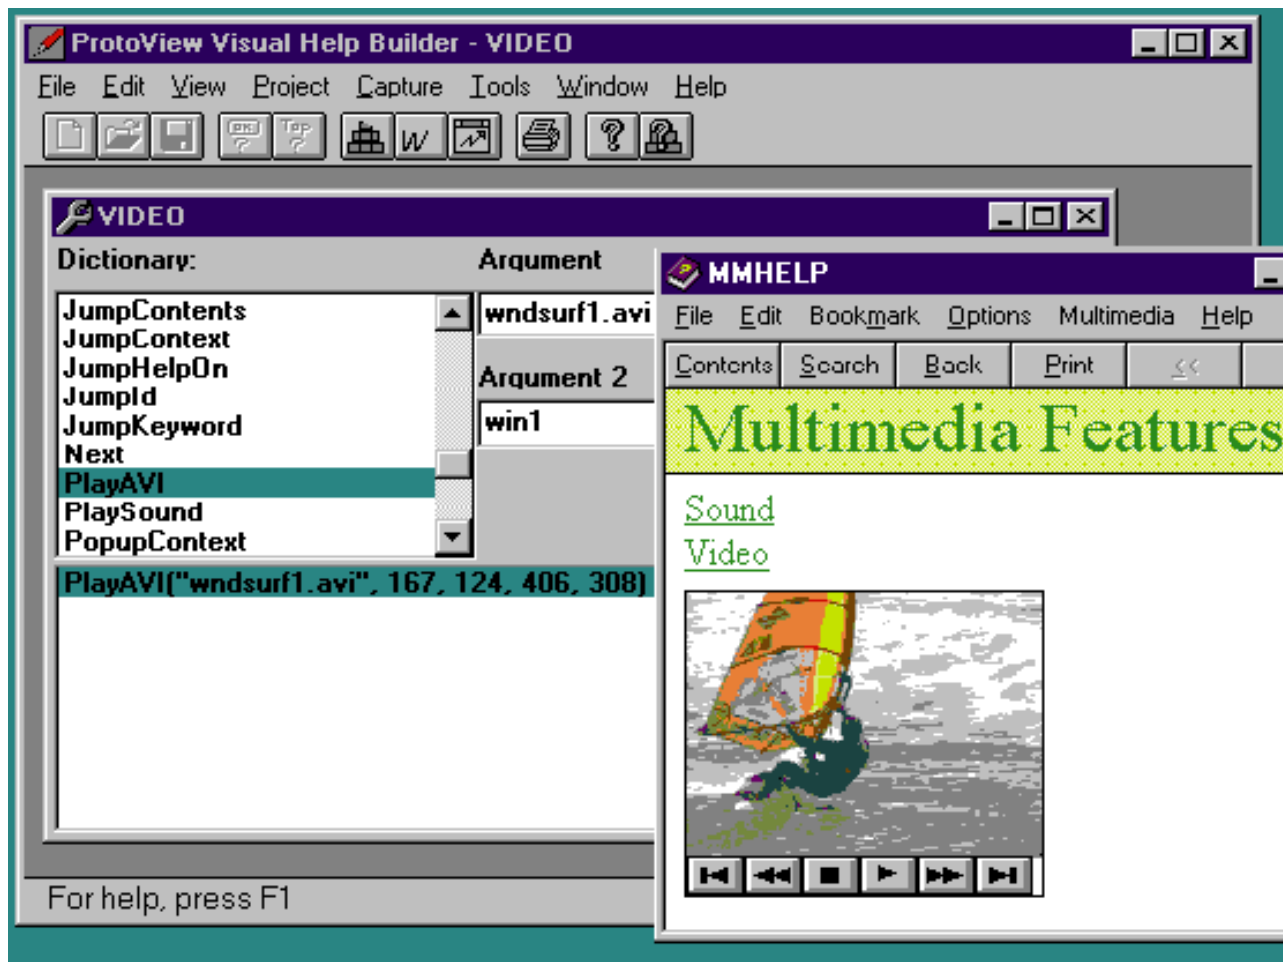 ProtoView Visual Help Builder - VIDEO
File Edit View Project Capture Tools Window Help
OK! Top
W
VIDEO
Dictionary:
Argument
JumpContents
JumpContext
JumpHelpOn
JumpId
JumpKeyword
Next
PlayAVI
PlaySound
PopupContext
wndsurf1.avi
Argument 2
win1
PlayAVI("wndsurf1.avi", 167, 124, 406, 308)
For help, press F1
MMHELP
File Edit Bookmark Options Multimedia Help
Contents Search Back Print <<
Multimedia Features
Sound
Video